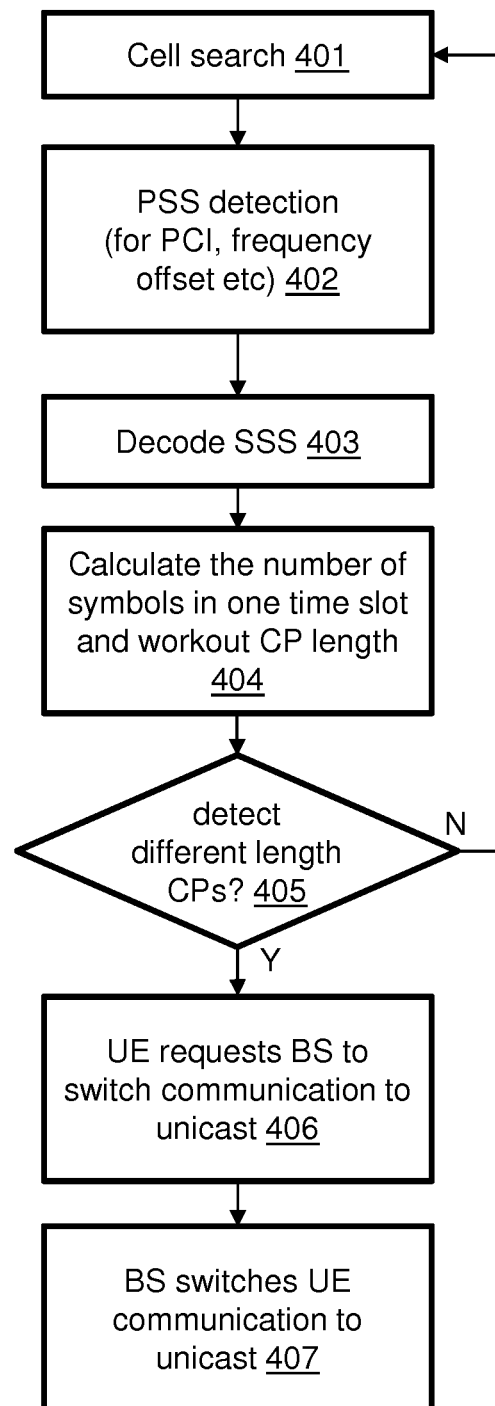 Cell search 401
PSS detection
(for PCI, frequency
offset etc) 402
Decode SSS 403
Calculate the number of
symbols in one time slot
and workout CP length
404
detect
different length
CPs? 405
N
Y
UE requests BS to
switch communication to
unicast 406
BS switches UE
communication to
unicast 407